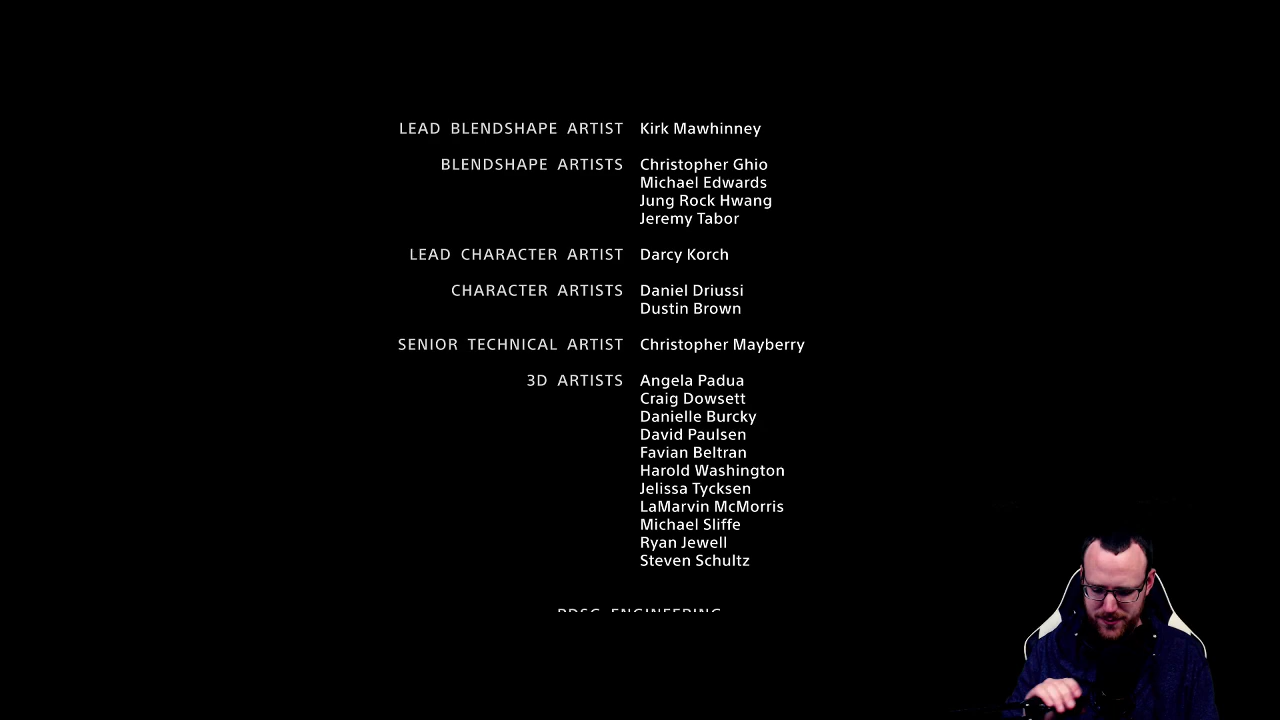 LEAD BLENDSHAPE ARTIST Kirk Mawhinney
BLENDSHAPE ARTISTS Christopher Ghio
Michael Edwards
Jung Rock Hwang
Jeremy Tabor
LEAD CHARACTER ARTIST Darcy Korch
CHARACTER ARTISTS Daniel Driussi
Dustin Brown
SENIOR TECHNICAL ARTIST Christopher Mayberry
3D ARTISTS Angela Padua
Craig Dowsett
Danielle Burcky
David Paulsen
Favian Beltran
Harold Washington
Jelissa Tycksen
LaMarvin McMorris
Michael Sliffe
Ryan Jewell
Steven Schultz
ENGINEERING